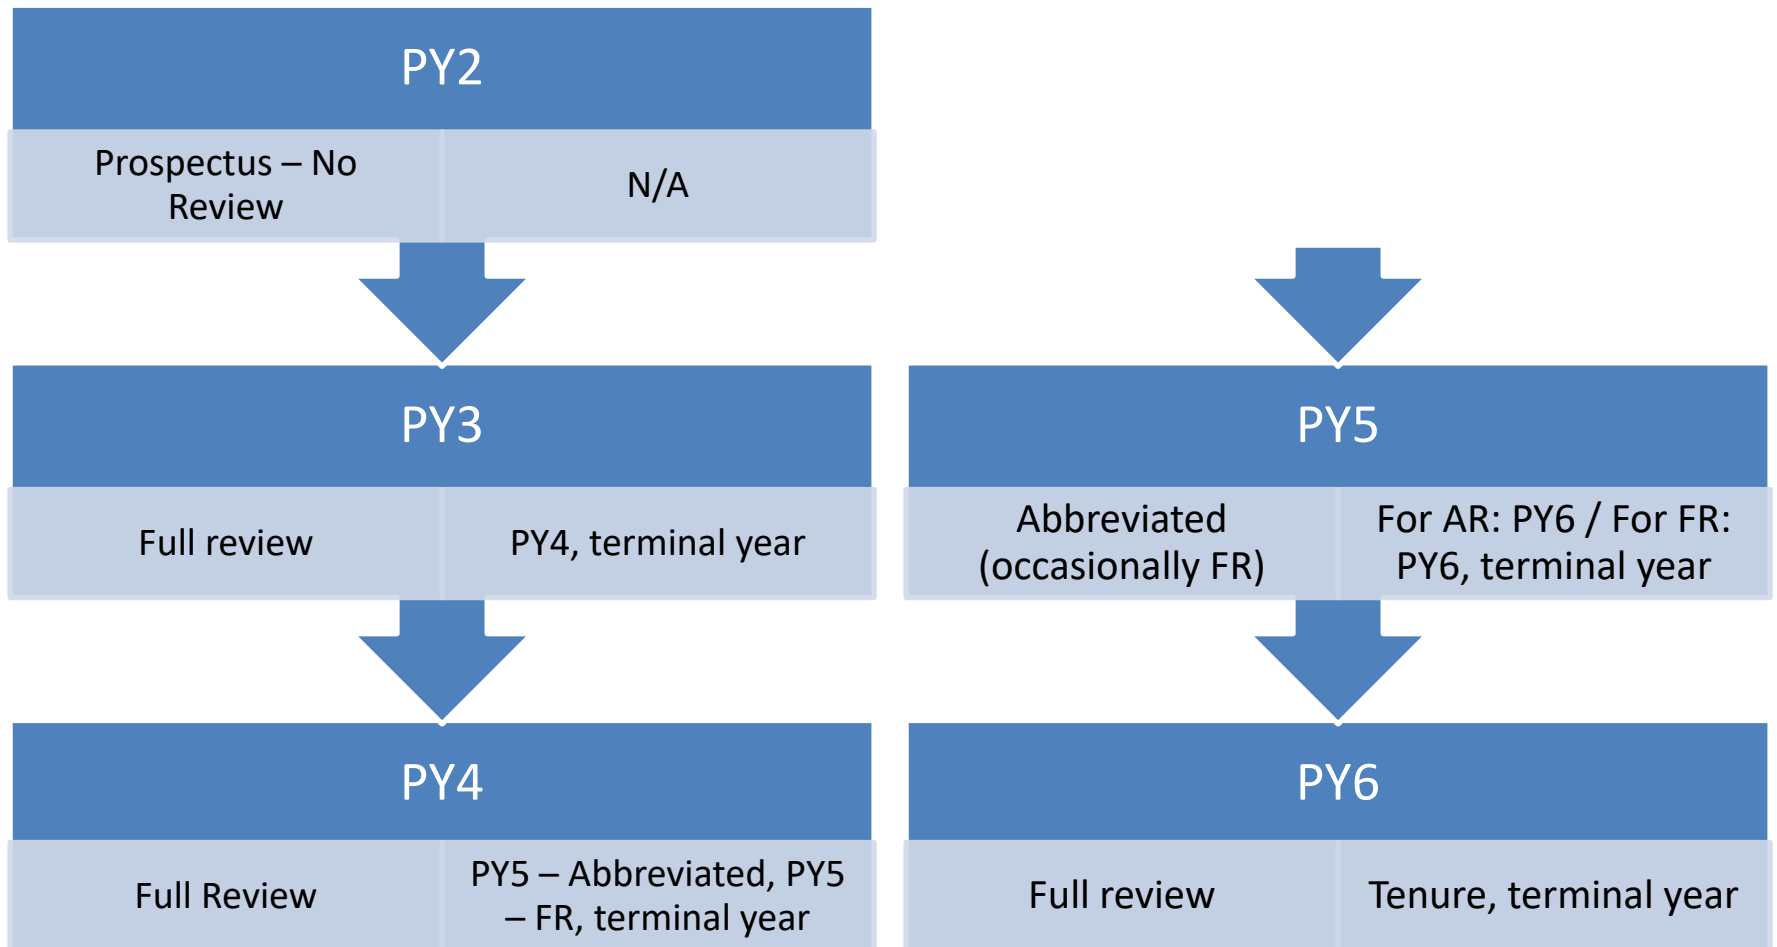 PY2
Prospectus – No
Review
N/A
PY3
Full review
PY4, terminal year
PY4
Full Review
PY5 – Abbreviated, PY5
– FR, terminal year
PY5
Abbreviated
(occasionally FR)
For AR: PY6 / For FR:
PY6, terminal year
PY6
Full review
Tenure, terminal year